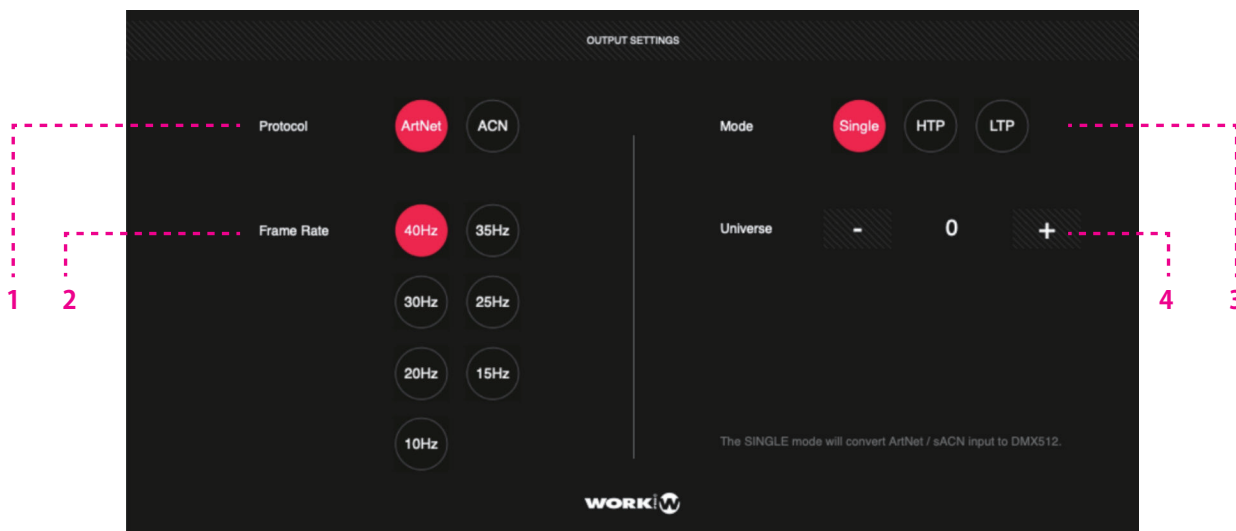 OUTPUT SETTINGS
Protocol ArtNet ACN
Mode Single HTP LTP
Frame Rate 40Hz 35Hz
Universe - 0 +
30Hz 25Hz
1 2
4 3
20Hz 15Hz
10Hz
The SINGLE mode will convert ArtNet / sACN input to DMX512.
WORK W